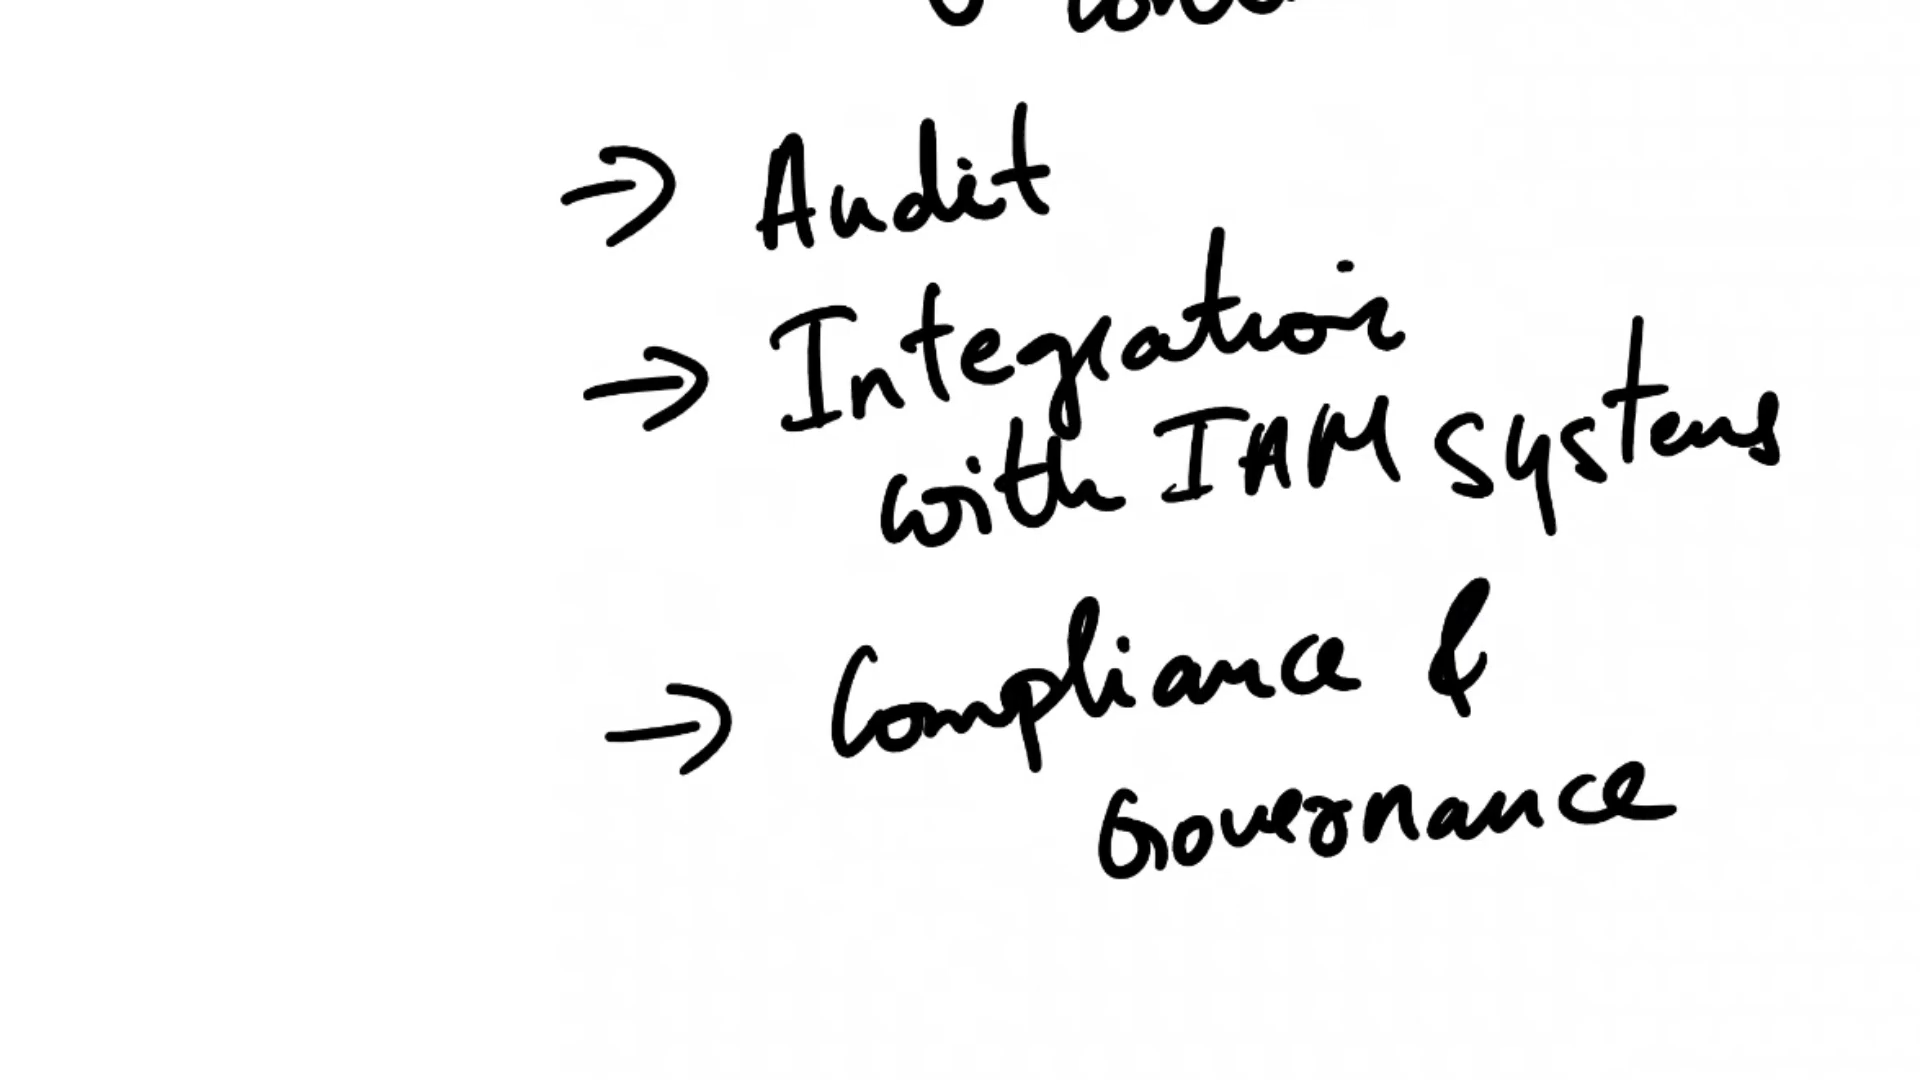 → Audit
→ Integration
with IAM systems
→ Compliance &
Governance